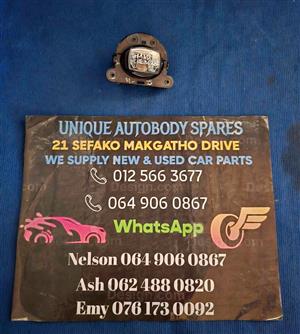 UNIQUE AUTOBODY SPARES
21 SEFAKO MAKGATHO DRIVE
WE SUPPLY NEW & USED CAR PARTS
012 566 3677
064 906 0867
WhatsApp
Nelson 064 906 0867
Ash 062 488 0820
Emy 076 173 0092